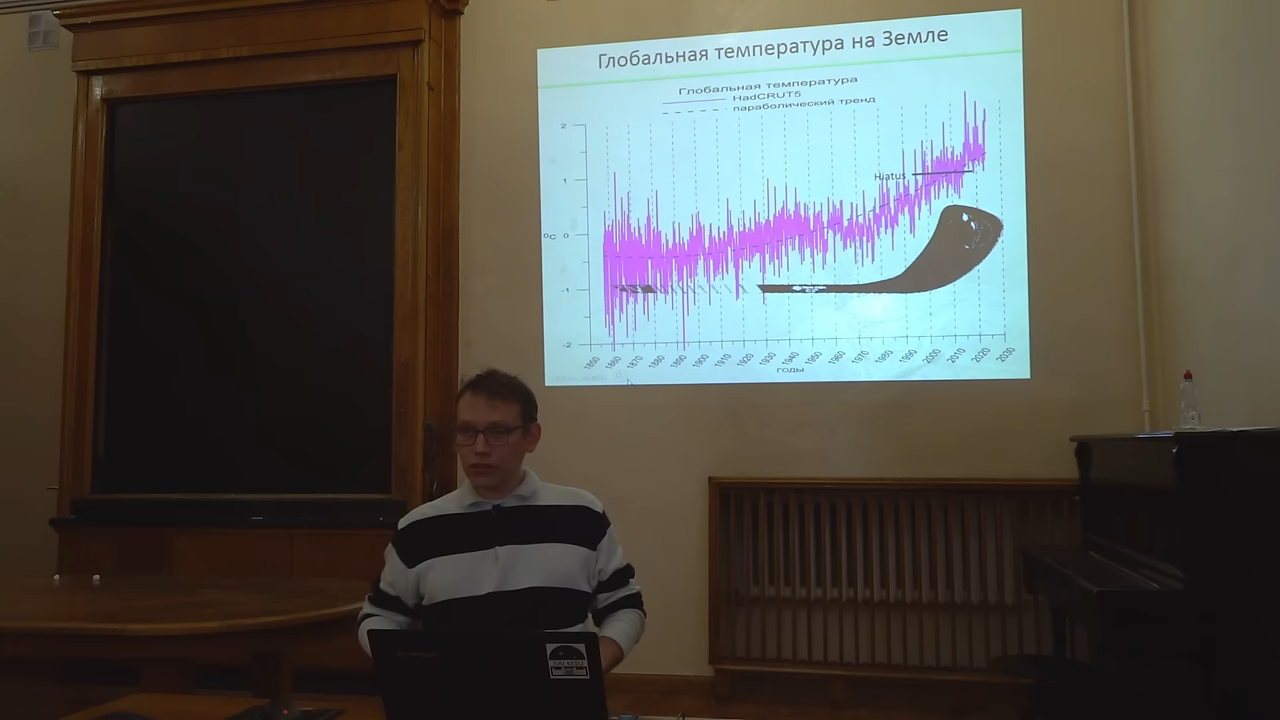 Глобальная температура на Земле
Глобальная температура
HadCRUT5
параболический тренд
2
1
0
-1
-2
°C
Hiatus
1850 1860 1870 1880 1890 1900 1910 1920 1930 1940 1950 1960 1970 1980 1990 2000 2010 2020 2030
годы